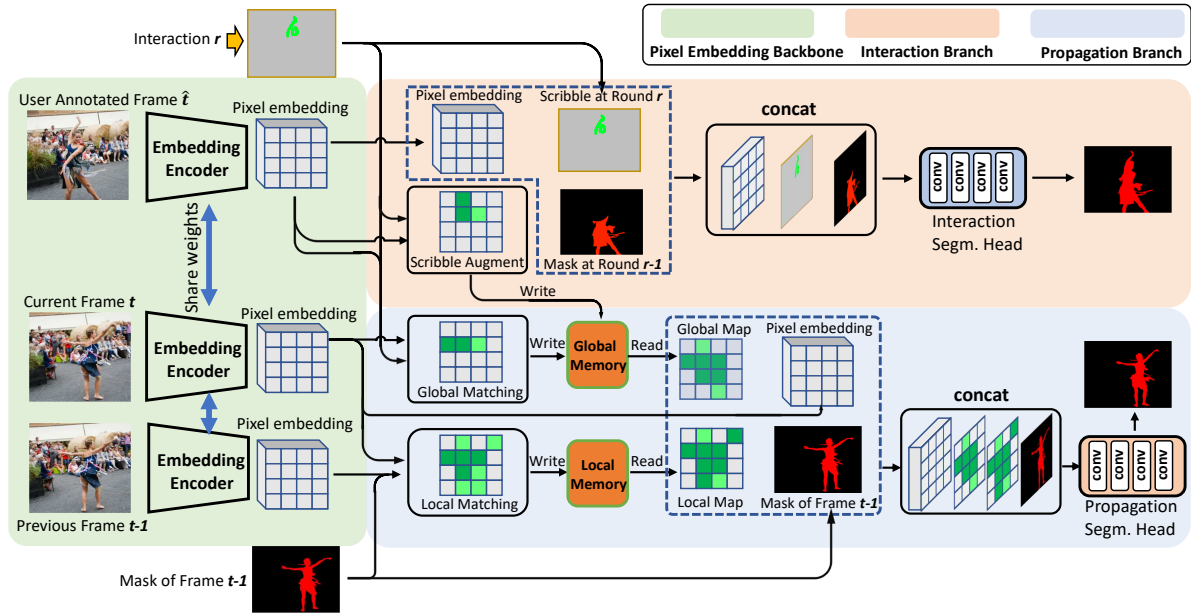 Interaction r
Pixel Embedding Backbone
Interaction Branch
Propagation Branch
User Annotated Frame t̂
Pixel embedding
Embedding
Encoder
Share weights
Pixel embedding
Scribble at Round r
Scribble Augment
Mask at Round r-1
concat
conv
conv
conv
conv
Interaction
Segm. Head
Write
Current Frame t
Pixel embedding
Embedding
Encoder
Global Matching
Write
Global
Memory
Read
Global Map
Pixel embedding
Previous Frame t-1
Pixel embedding
Embedding
Encoder
Local Matching
Write
Local
Memory
Read
Local Map
Mask of Frame t-1
concat
conv
conv
conv
conv
Propagation
Segm. Head
Mask of Frame t-1